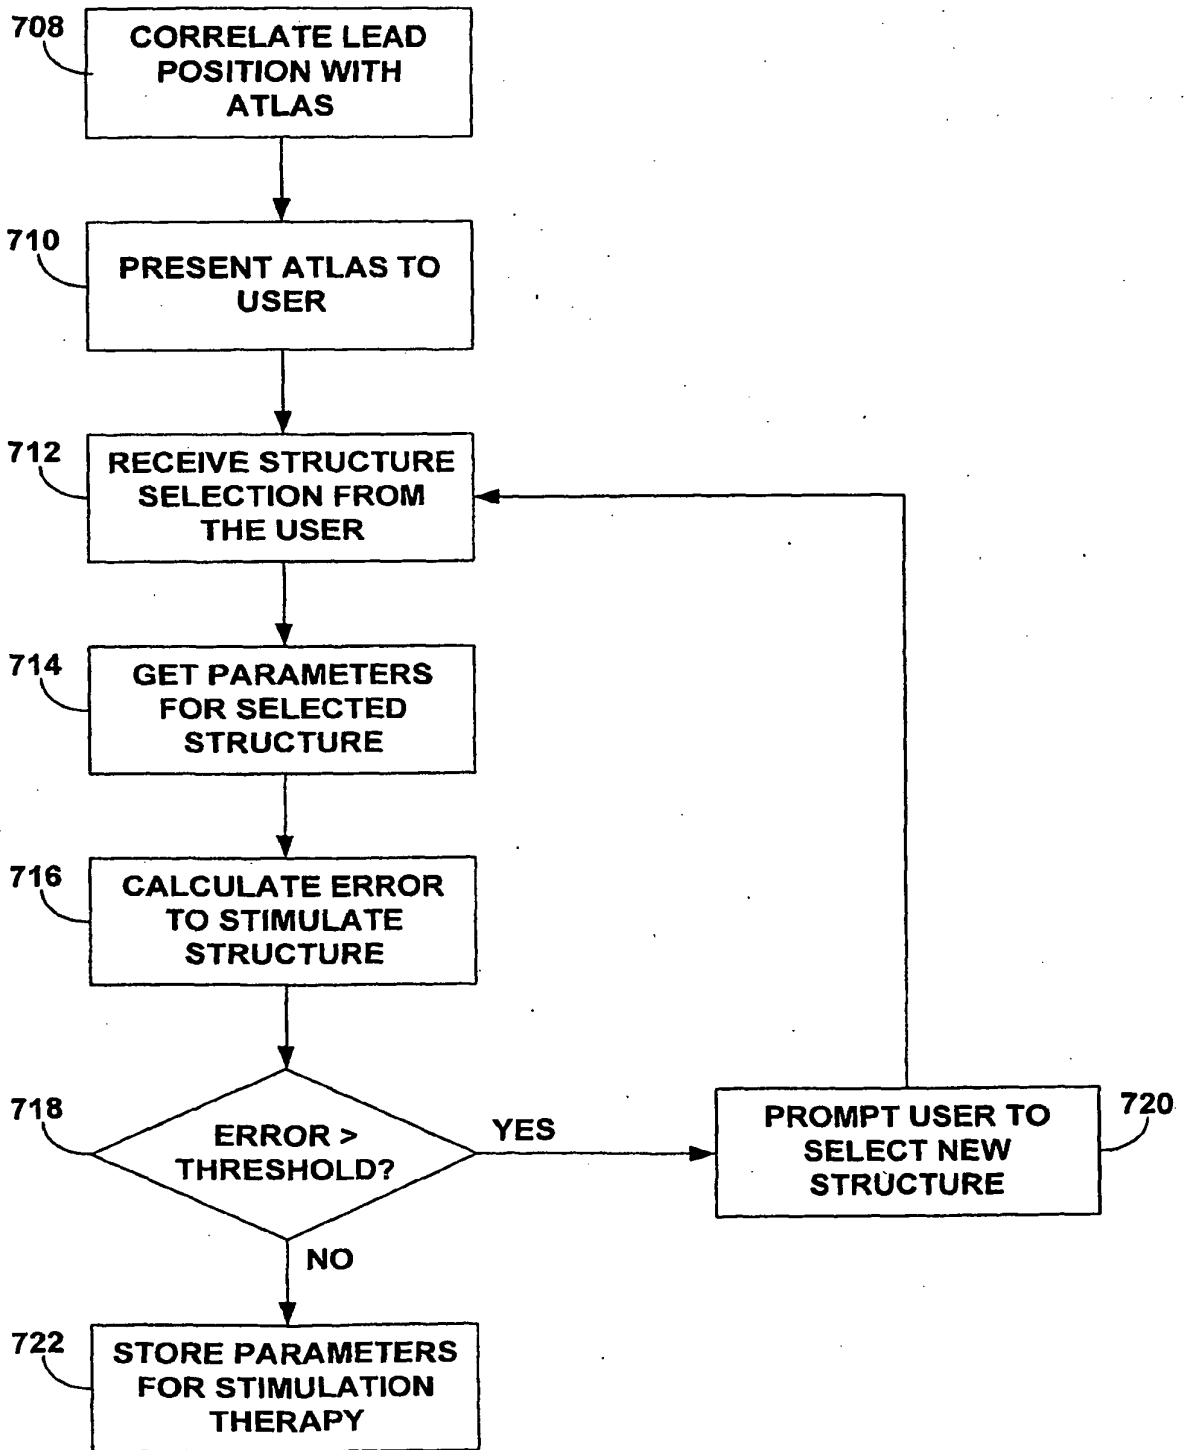 708
CORRELATE LEAD
POSITION WITH
ATLAS
710
PRESENT ATLAS TO
USER
712
RECEIVE STRUCTURE
SELECTION FROM
THE USER
714
GET PARAMETERS
FOR SELECTED
STRUCTURE
716
CALCULATE ERROR
TO STIMULATE
STRUCTURE
718
ERROR >
THRESHOLD?
YES
NO
720
PROMPT USER TO
SELECT NEW
STRUCTURE
722
STORE PARAMETERS
FOR STIMULATION
THERAPY